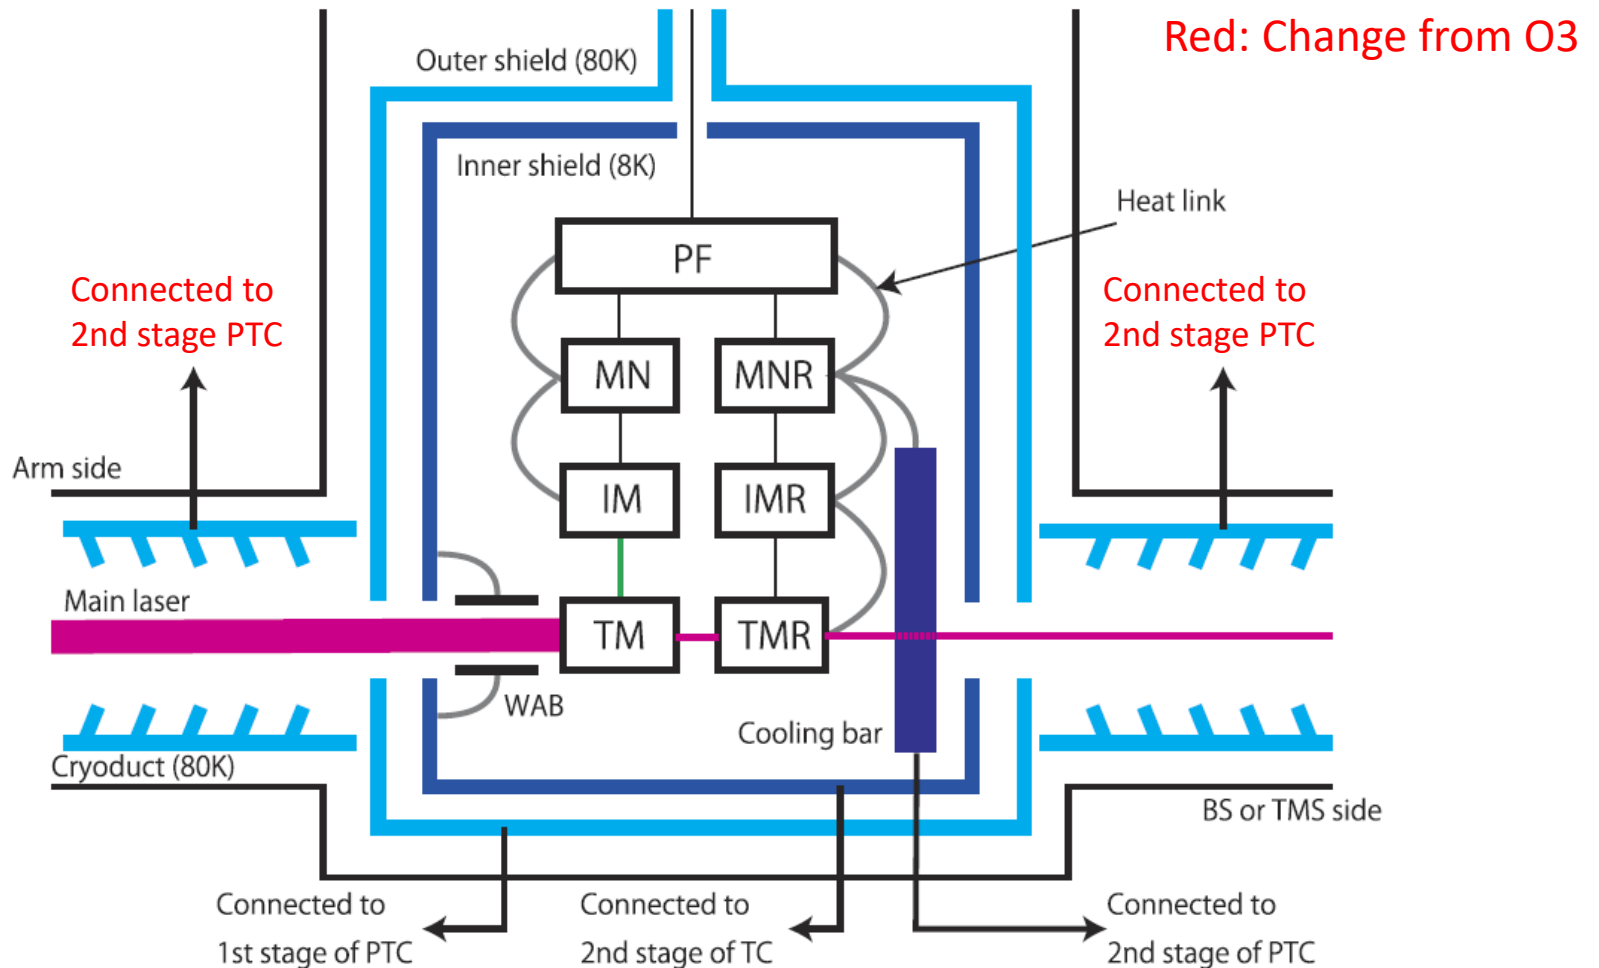 Red: Change from O3
Outer shield (80K)
Inner shield (8K)
Heat link
PF
Connected to
2nd stage PTC
Connected to
2nd stage PTC
MN
MNR
Arm side
IM
IMR
Main laser
TM
TMR
WAB
Cooling bar
Cryoduct (80K)
BS or TMS side
Connected to
1st stage of PTC
Connected to
2nd stage of TC
Connected to
2nd stage of PTC